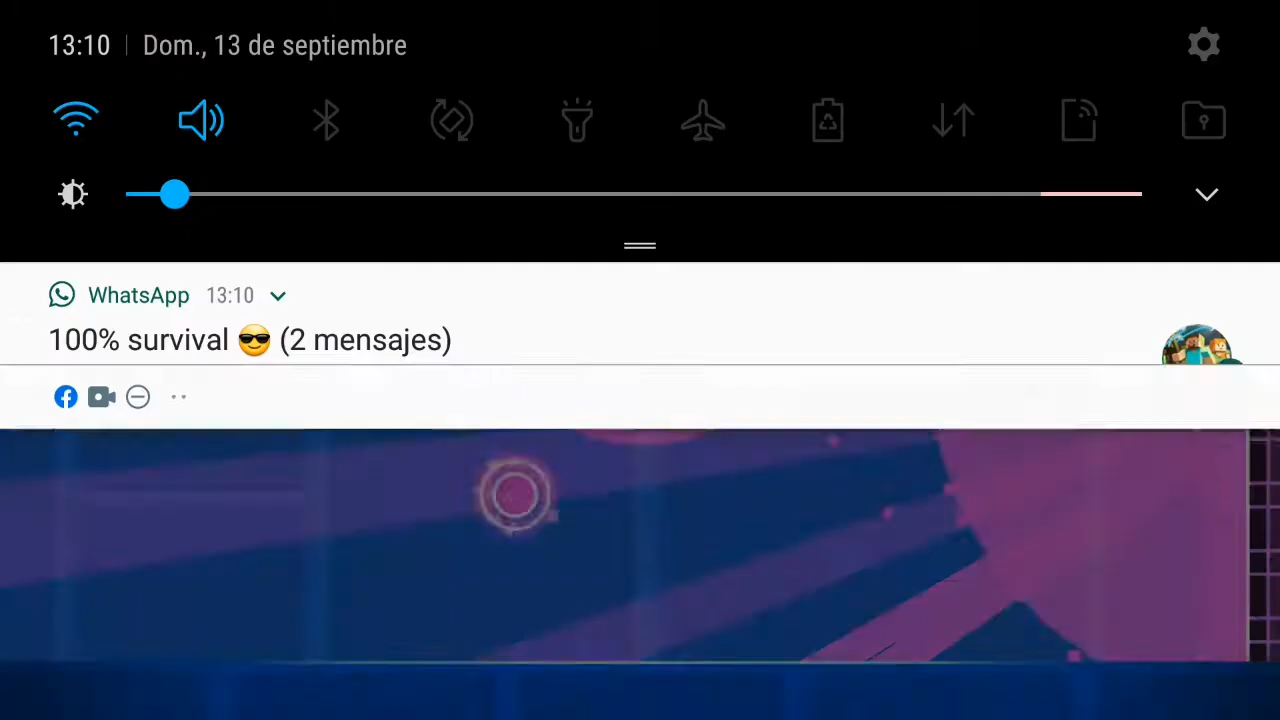 13:10 | Dom., 13 de septiembre
WhatsApp 13:10
100% survival 😎 (2 mensajes)